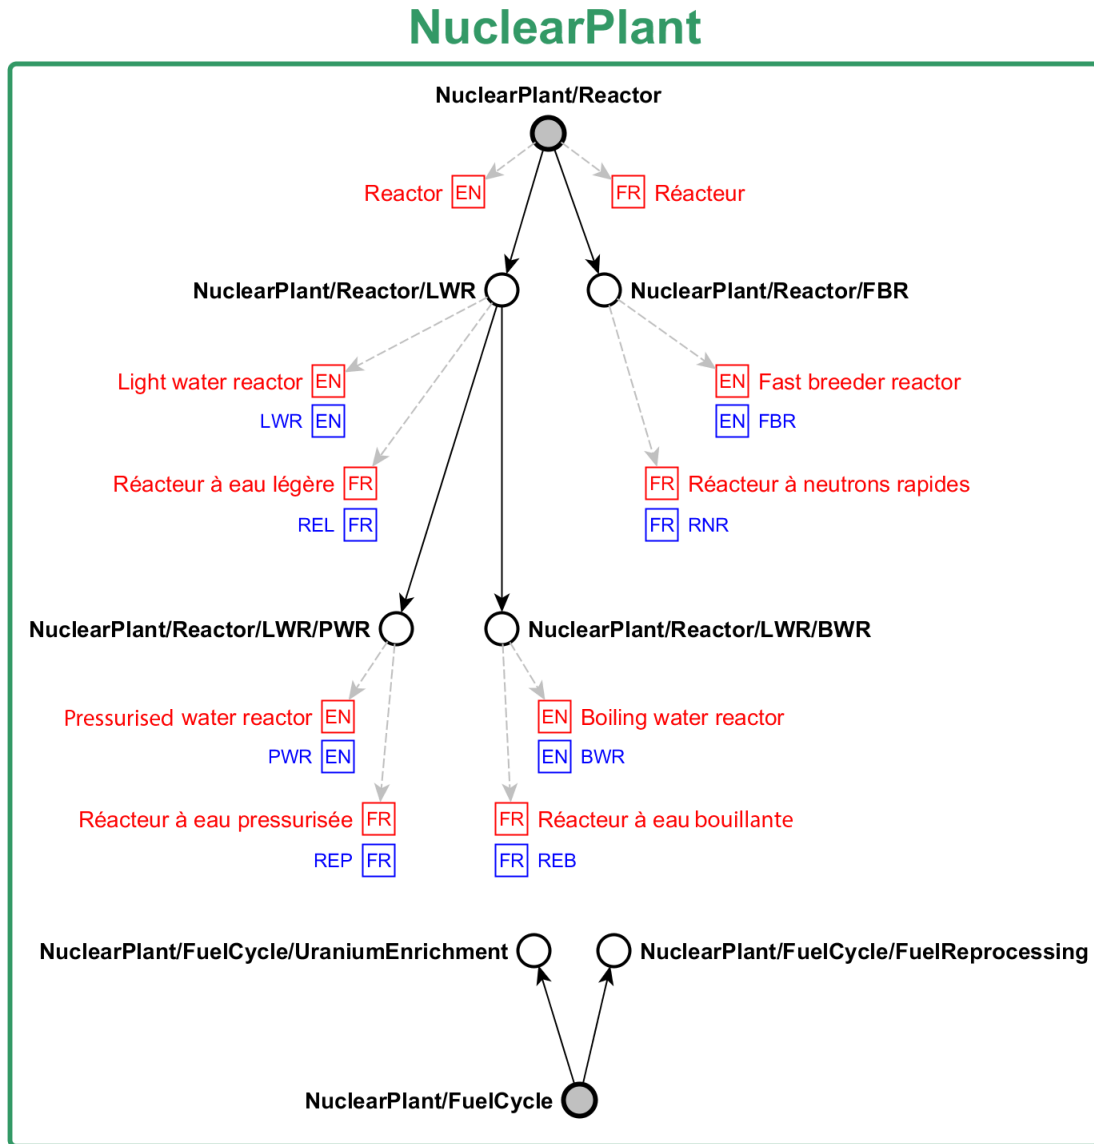 NuclearPlant
NuclearPlant/Reactor
Reactor EN
FR Réacteur
NuclearPlant/Reactor/LWR
NuclearPlant/Reactor/FBR
Light water reactor EN
LWR EN
EN Fast breeder reactor
EN FBR
Réacteur à eau légère FR
REL FR
FR Réacteur à neutrons rapides
FR RNR
NuclearPlant/Reactor/LWR/PWR
NuclearPlant/Reactor/LWR/BWR
Pressurised water reactor EN
PWR EN
EN Boiling water reactor
EN BWR
Réacteur à eau pressurisée FR
REP FR
FR Réacteur à eau bouillante
FR REB
NuclearPlant/FuelCycle/UraniumEnrichment
NuclearPlant/FuelCycle/FuelReprocessing
NuclearPlant/FuelCycle